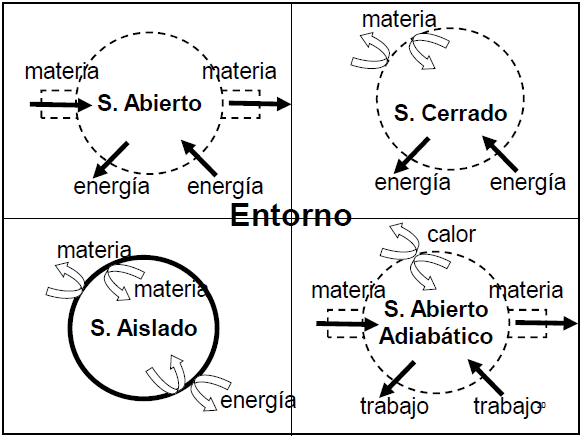 materia
materia
S. Abierto
energía
energía
materia
S. Cerrado
energía
energía
Entorno
materia
materia
S. Aislado
energía
calor
materia
materia
S. Abierto
Adiabático
trabajo
trabajo